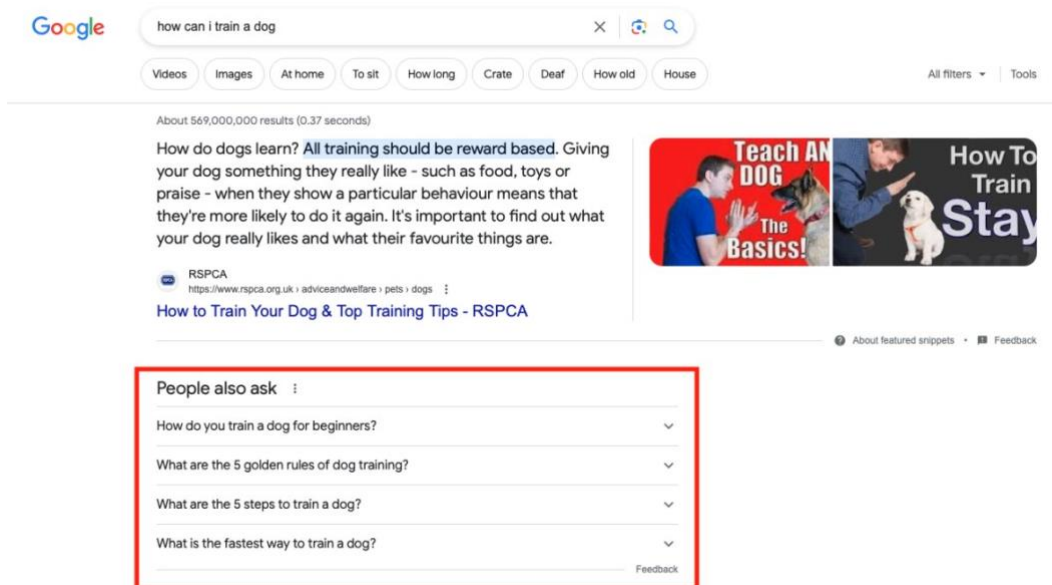 Google
how can i train a dog
Videos
Images
At home
To sit
How long
Crate
Deaf
How old
House
All filters
Tools
About 569,000,000 results (0.37 seconds)
How do dogs learn? All training should be reward based. Giving
your dog something they really like - such as food, toys or
praise - when they show a particular behaviour means that
they're more likely to do it again. It's important to find out what
your dog really likes and what their favourite things are.
Teach AN
DOG
The
Basics!
How To
Train
Stay
RSPCA
https://www.rspca.org.uk › adviceandwelfare › pets › dogs
How to Train Your Dog & Top Training Tips - RSPCA
About featured snippets
•
Feedback
People also ask
How do you train a dog for beginners?
What are the 5 golden rules of dog training?
What are the 5 steps to train a dog?
What is the fastest way to train a dog?
Feedback